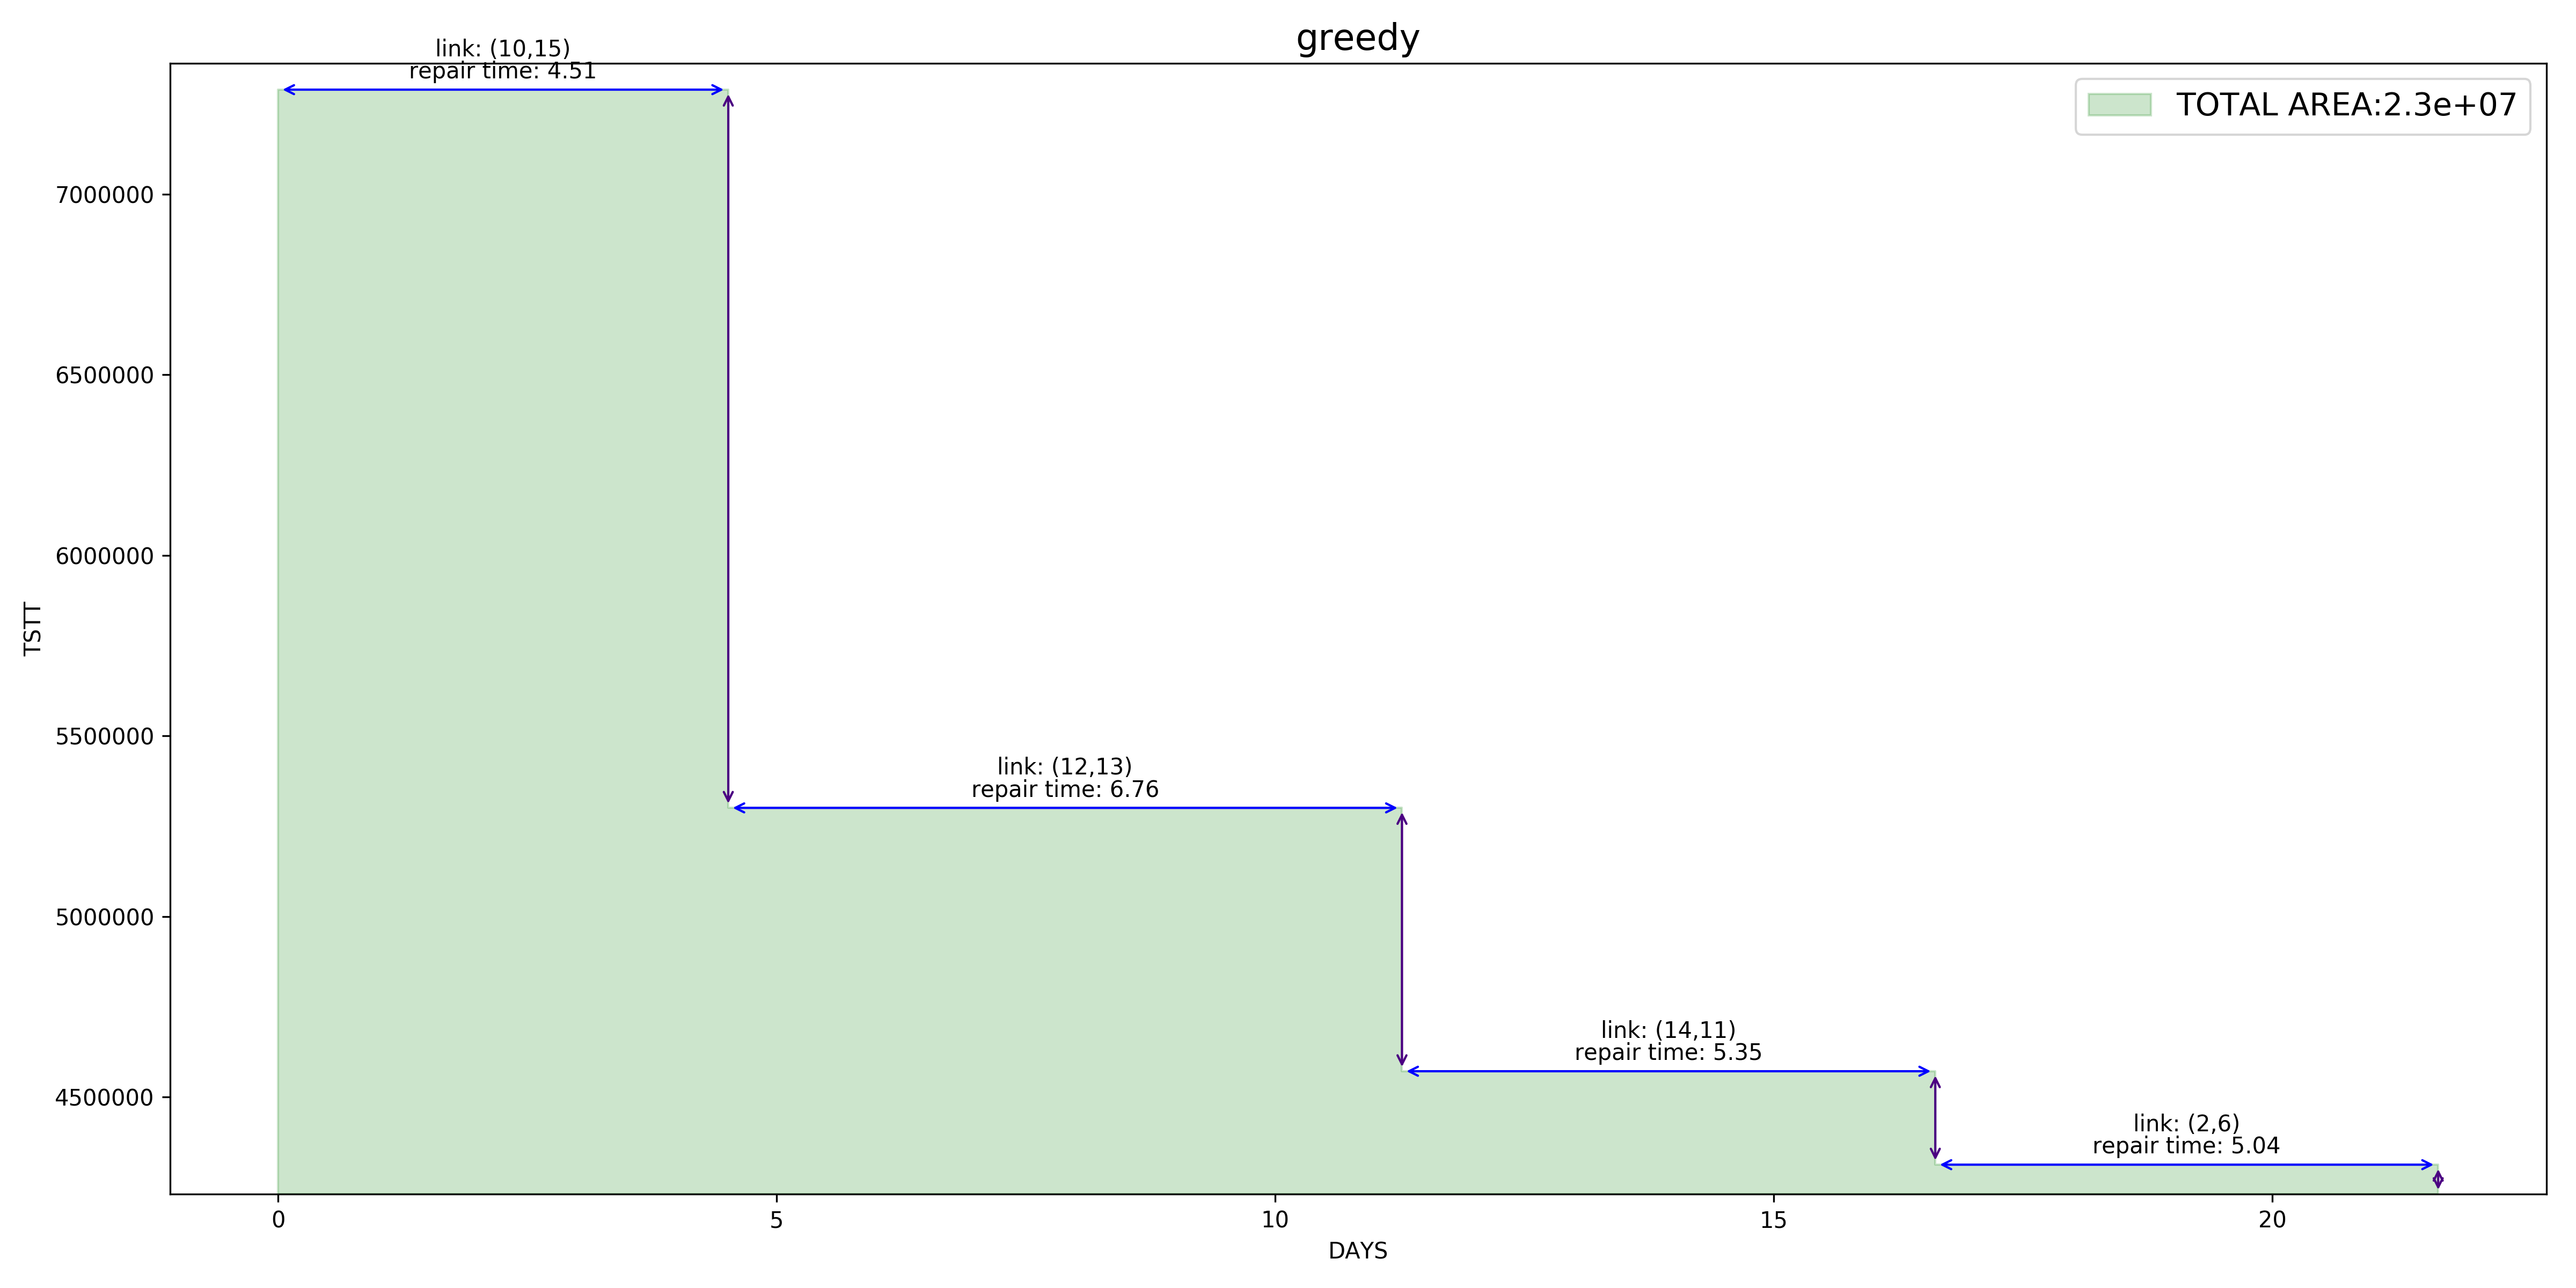 greedy
link: (10,15)
repair time: 4.51
TOTAL AREA:2.3e+07
7000000
6500000
6000000
5500000
5000000
4500000
TSTT
link: (12,13)
repair time: 6.76
link: (14,11)
repair time: 5.35
link: (2,6)
repair time: 5.04
0
5
10
15
20
DAYS